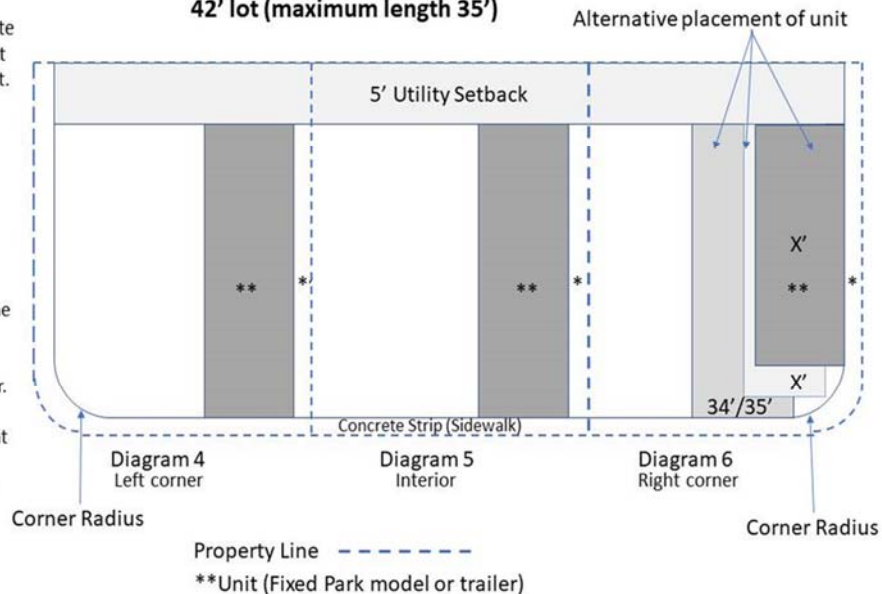 42’ lot (maximum length 35’)
Alternative placement of unit
5’ Utility Setback
X’
**
*
**
*
**
*
X’
34’/35’
Concrete Strip (Sidewalk)
Diagram 4
Left corner
Diagram 5
Interior
Diagram 6
Right corner
Corner Radius
Corner Radius
Property Line
**Unit (Fixed Park model or trailer)